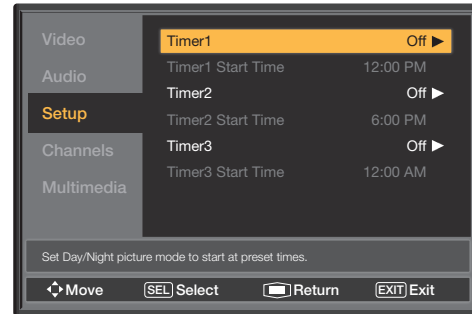 Video
Audio
Setup
Channels
Multimedia
Timer1 Off
Timer1 Start Time 12:00 PM
Timer2 Off
Timer2 Start Time 6:00 PM
Timer3 Off
Timer3 Start Time 12:00 AM
Set Day/Night picture mode to start at preset times.
Move SEL Select Return EXIT Exit